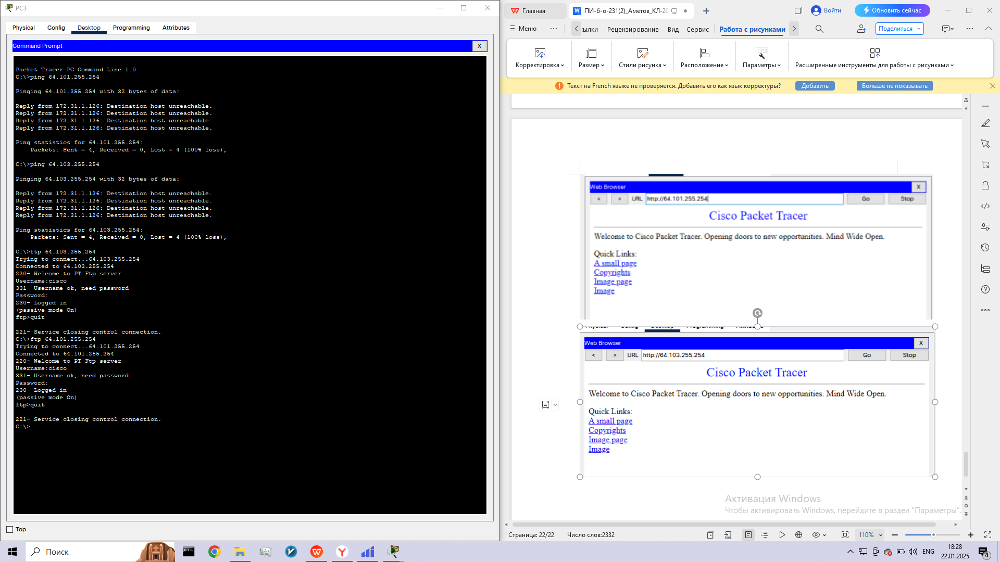 PC3
Physical Config Desktop Programming Attributes
Command Prompt X
Packet Tracer PC Command Line 1.0
C:\>ping 64.101.255.254
Pinging 64.101.255.254 with 32 bytes of data:
Reply from 172.31.1.126: Destination host unreachable.
Reply from 172.31.1.126: Destination host unreachable.
Reply from 172.31.1.126: Destination host unreachable.
Reply from 172.31.1.126: Destination host unreachable.
Ping statistics for 64.101.255.254:
Packets: Sent = 4, Received = 0, Lost = 4 (100% loss),
C:\>ping 64.103.255.254
Pinging 64.103.255.254 with 32 bytes of data:
Reply from 172.31.1.126: Destination host unreachable.
Reply from 172.31.1.126: Destination host unreachable.
Reply from 172.31.1.126: Destination host unreachable.
Reply from 172.31.1.126: Destination host unreachable.
Ping statistics for 64.103.255.254:
Packets: Sent = 4, Received = 0, Lost = 4 (100% loss),
C:\>ftp 64.103.255.254
Trying to connect...64.103.255.254
Connected to 64.103.255.254
220- Welcome to PT Ftp server
Username:cisco
331- Username ok, need password
Password:
230- Logged in
(passive mode On)
ftp>quit
221- Service closing control connection.
C:\>ftp 64.101.255.254
Trying to connect...64.101.255.254
Connected to 64.101.255.254
220- Welcome to PT Ftp server
Username:cisco
331- Username ok, need password
Password:
230- Logged in
(passive mode On)
ftp>quit
221- Service closing control connection.
C:\>
Top
Главная ПИ-б-о-231(2)_Аметов_КЛ-20 Войти Обновить сейчас
Меню ылки Рецензирование Вид Сервис Работа с рисунками Поделиться
Корректировка Размер Стили рисунка Расположение Параметры Расширенные инструменты для работы с рисунками
Текст на French языке не проверяется. Добавить его как язык корректуры? Добавить Больше не показывать
Web Browser X
< > URL http://64.101.255.254 Go Stop
Cisco Packet Tracer
Welcome to Cisco Packet Tracer. Opening doors to new opportunities. Mind Wide Open.
Quick Links:
A small page
Copyrights
Image page
Image
Physical Config Desktop Programming Attributes
Web Browser X
< > URL http://64.103.255.254 Go Stop
Cisco Packet Tracer
Welcome to Cisco Packet Tracer. Opening doors to new opportunities. Mind Wide Open.
Quick Links:
A small page
Copyrights
Image page
Image
Активация Windows
Чтобы активировать Windows, перейдите в раздел "Параметры".
Страница: 22/22 Число слов:2332 110%
Поиск ENG 18:28
22.01.2025 4